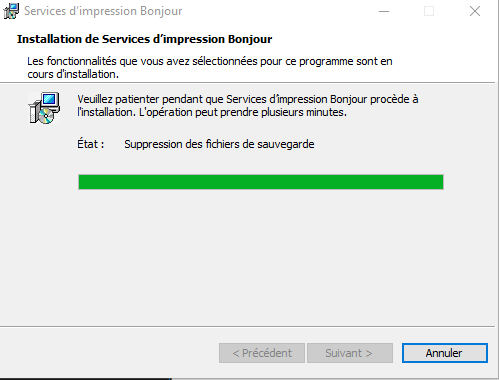 Services d'impression Bonjour
Installation de Services d’impression Bonjour
Les fonctionnalités que vous avez sélectionnées pour ce programme sont en
cours d'installation.
Veuillez patienter pendant que Services d’impression Bonjour procède à
l'installation. L'opération peut prendre plusieurs minutes.
État : Suppression des fichiers de sauvegarde
< Précédent Suivant > Annuler